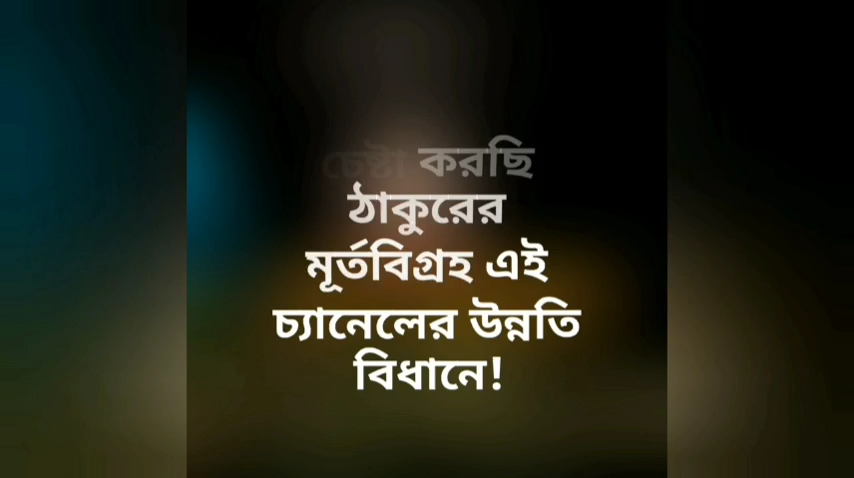 চেষ্টা করছি
ঠাকুরের
মূর্তবিগ্রহ এই
চ্যানেলের উন্নতি
বিধানে!